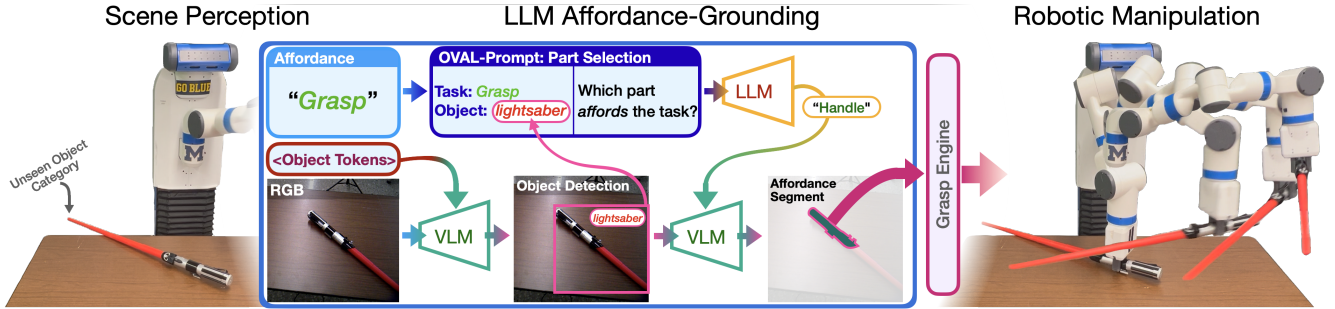 Scene Perception
LLM Affordance-Grounding
Robotic Manipulation
GO BLUE
M
Unseen Object
Category
Affordance
"Grasp"
OVAL-Prompt: Part Selection
Task: Grasp
Object: lightsaber
Which part
affords the task?
LLM
"Handle"
<Object Tokens>
RGB
VLM
Object Detection
lightsaber
VLM
Affordance
Segment
Grasp Engine
M